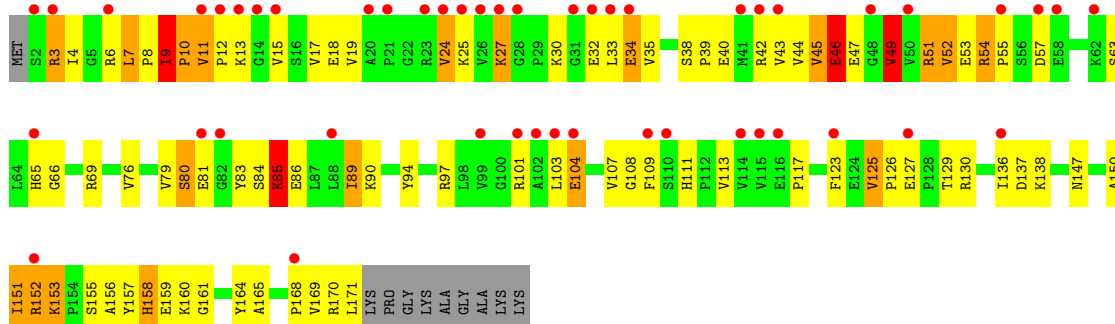 MET S2 R3 I4 G5 R6 L7 P8 I9 P10 V11 P12 K13 G14 V15 S16 V17 E18 V19 A20 P21 G22 R23 V24 K25 V26 K27 G28 P29 K30 G31 E32 L33 E34 V35 S38 P39 E40 M41 R42 V43 V44 V45 E46 E47 G48 V49 V50 R51 V52 E53 R54 P55 S56 D57 E58 K62 S63
L64 H65 G66 R69 V76 V79 S80 E81 G82 Y83 S84 K85 E86 L87 L88 I89 K90 Y94 R97 L98 V99 G100 R101 A102 L103 E104 V107 G108 F109 S110 H111 P112 V113 V114 V115 E116 P117 F123 E124 V125 P126 E127 P128 T129 R130 I136 D137 K138 N147 A150
I151 R152 K153 P154 S155 A156 Y157 H158 E159 K160 G161 Y164 A165 P168 V169 R170 L171 LYS PRO GLY LYS ALA GLY ALA LYS LYS